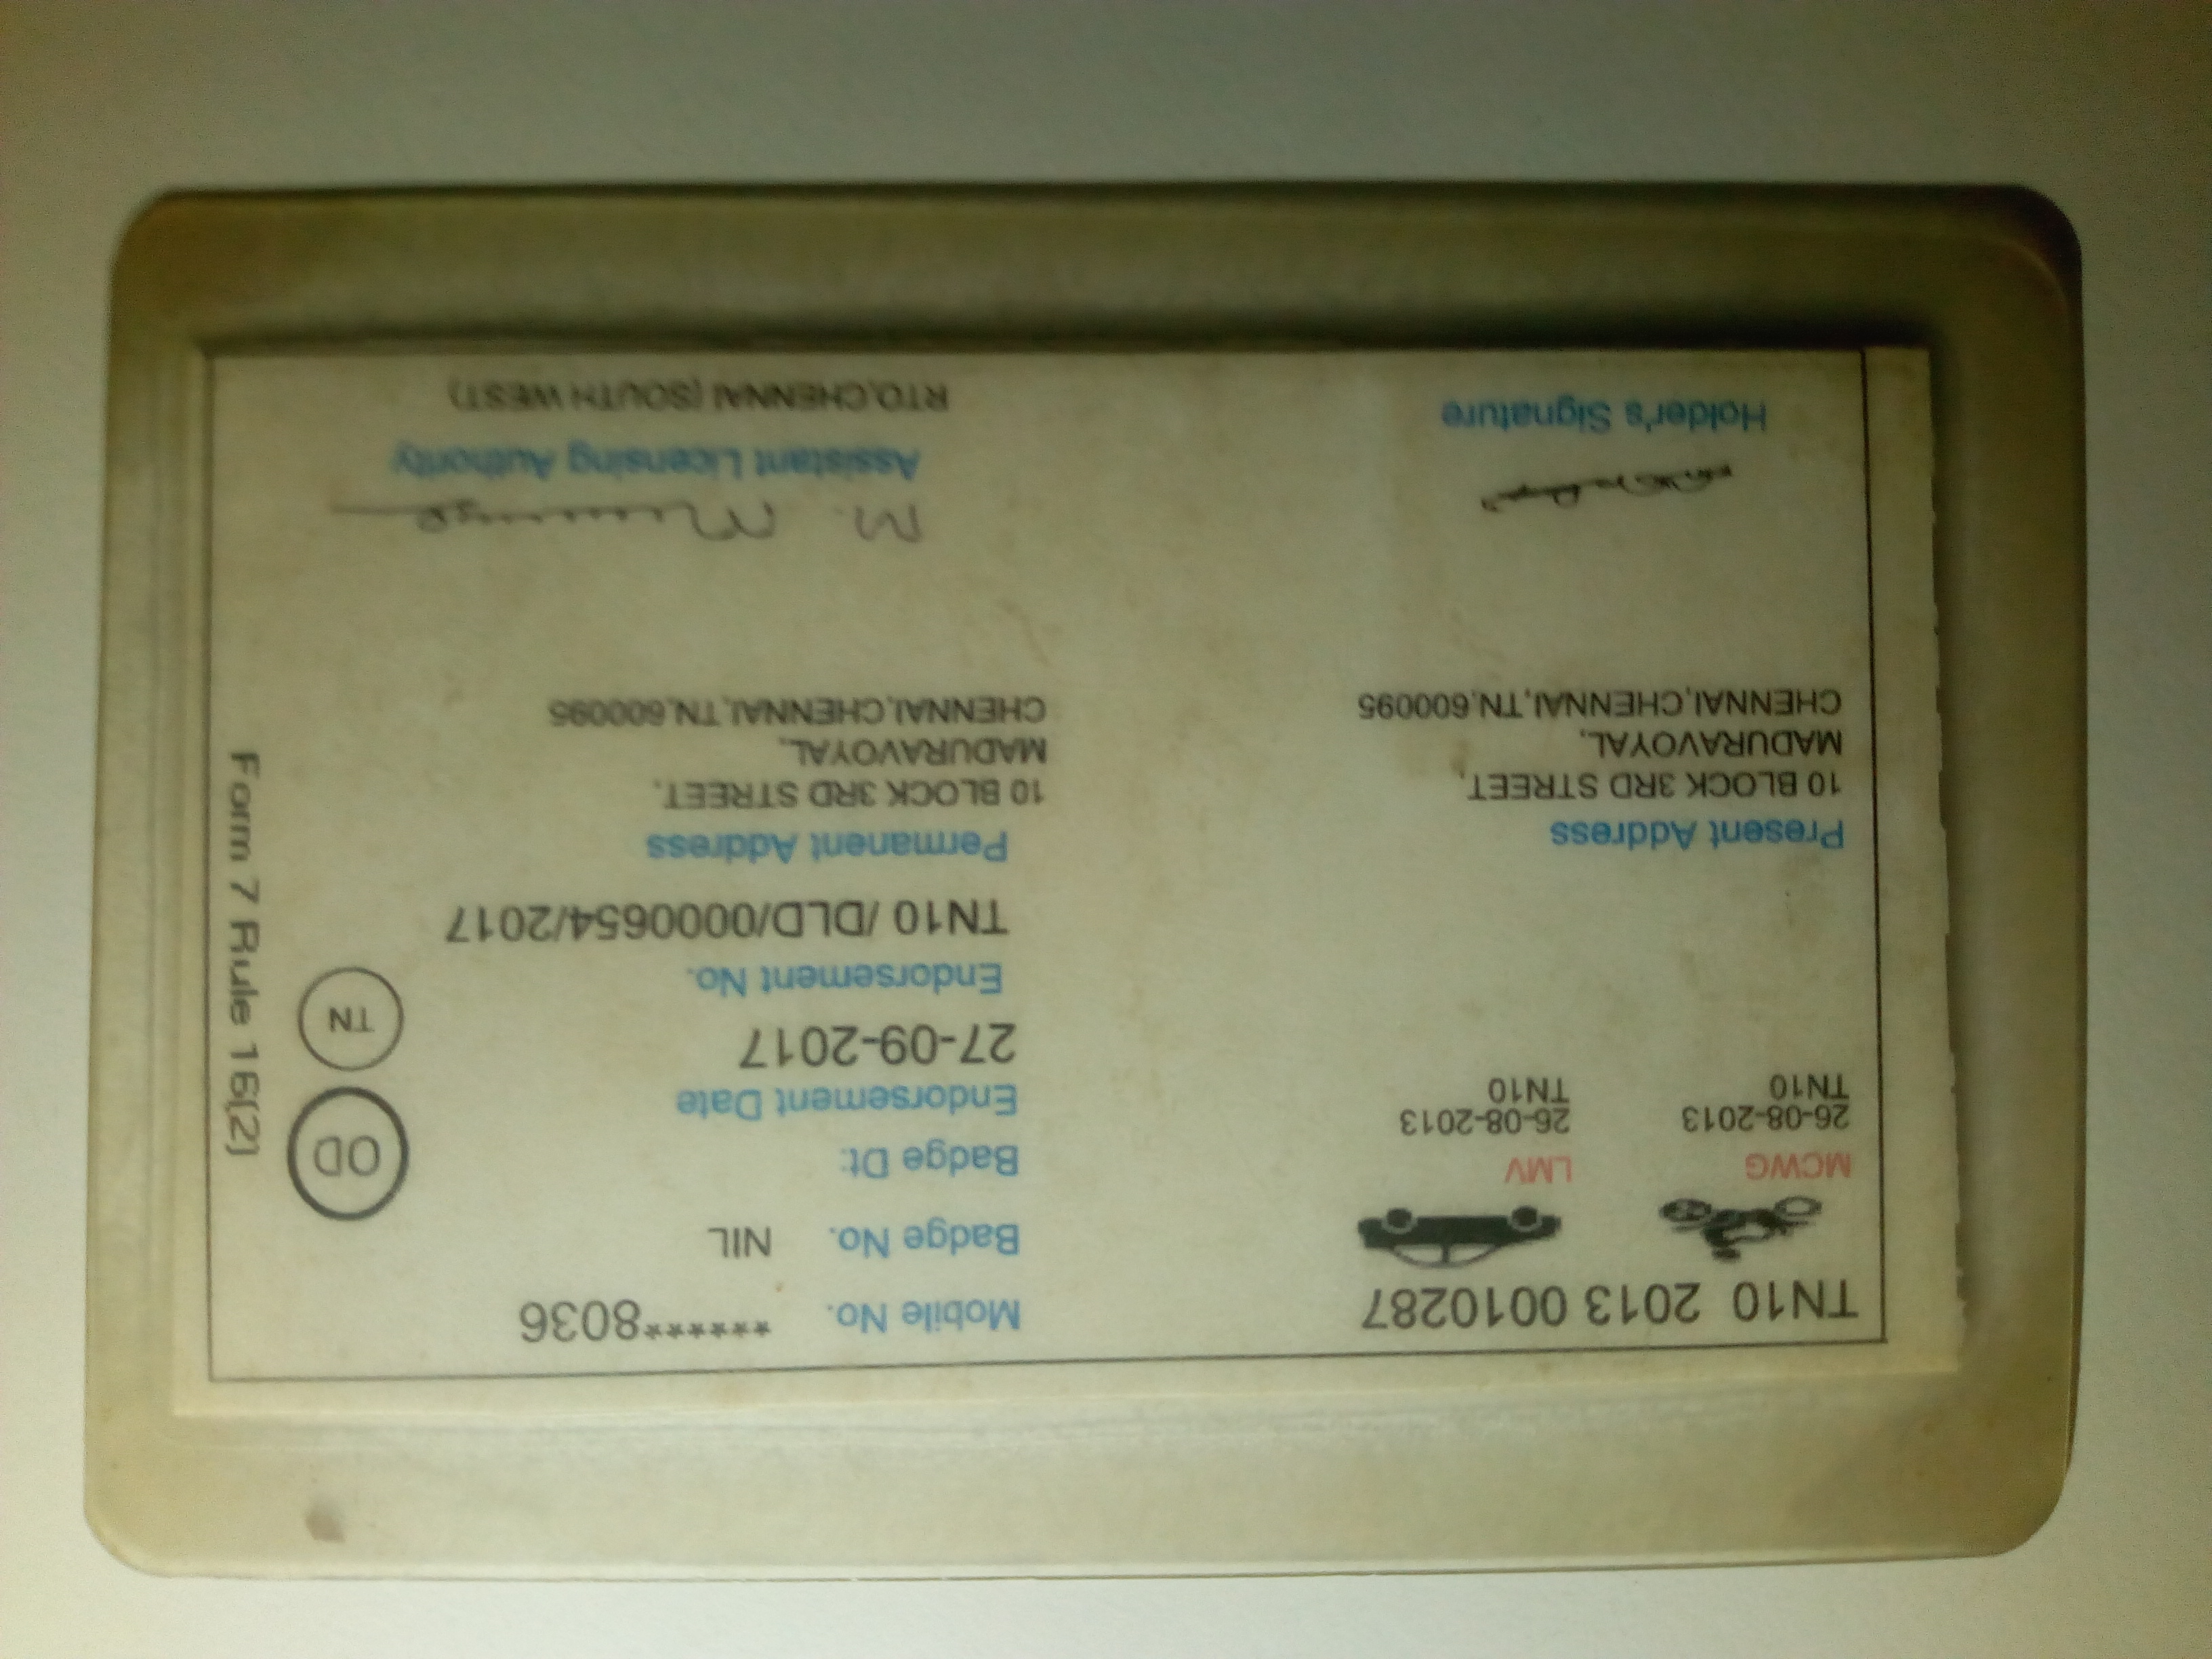 TN10 2013 0010287
MCWG
26-08-2013
TN10
LMV
26-08-2013
TN10
Present Address
10 BLOCK 3RD STREET,
MADURAVOYAL,
CHENNAI,CHENNAI,TN,600095
Holder's Signature
Mobile No. ******8036
Badge No. NIL
Badge Dt:
Endorsement Date
27-09-2017
Endorsement No.
TN10 /DLD/0000654/2017
Permanent Address
10 BLOCK 3RD STREET,
MADURAVOYAL,
CHENNAI,CHENNAI,TN,600095
Assistant Licensing Authority
RTO,CHENNAI (SOUTH WEST)
OD
TN
Form 7 Rule 16(2)